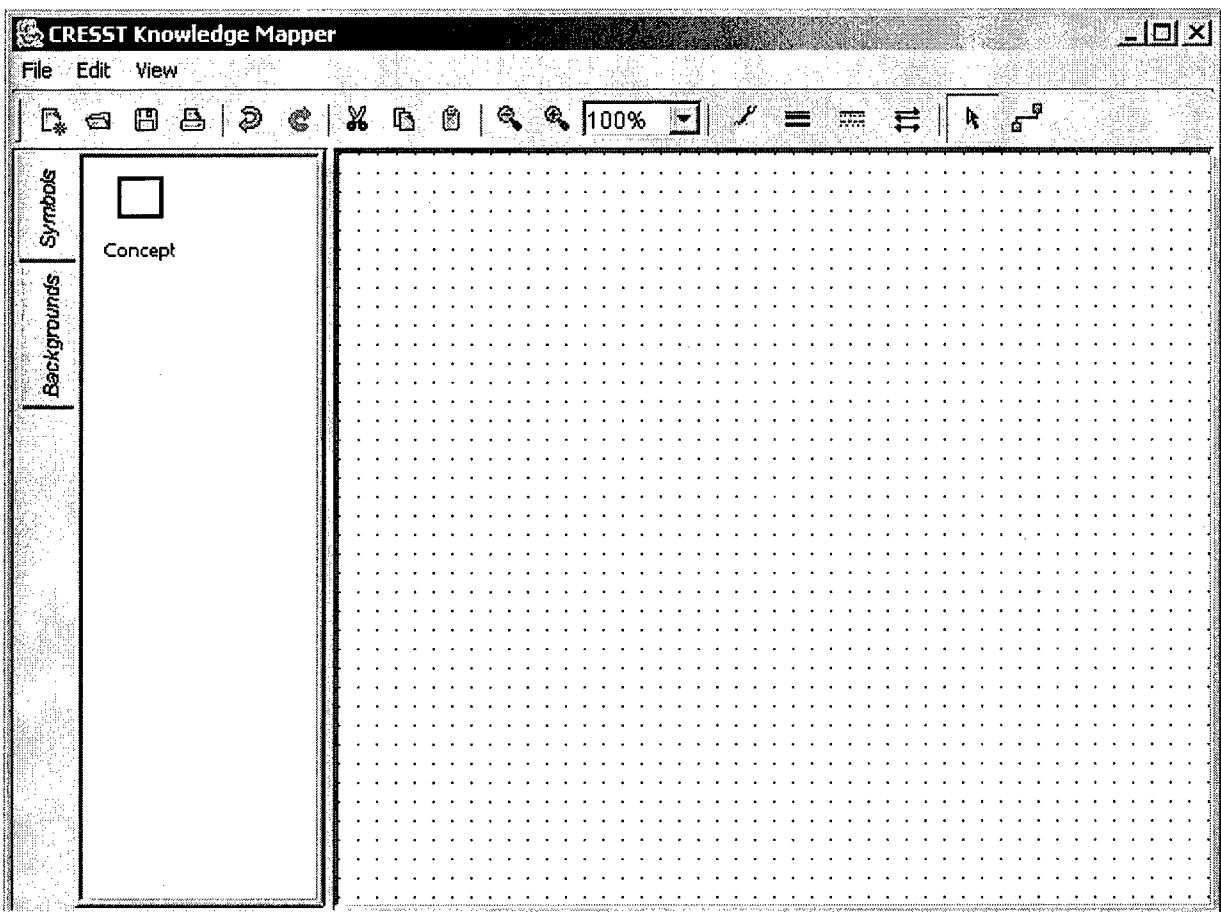 CRESST Knowledge Mapper
File Edit View
100%
Symbols
Concept
Backgrounds